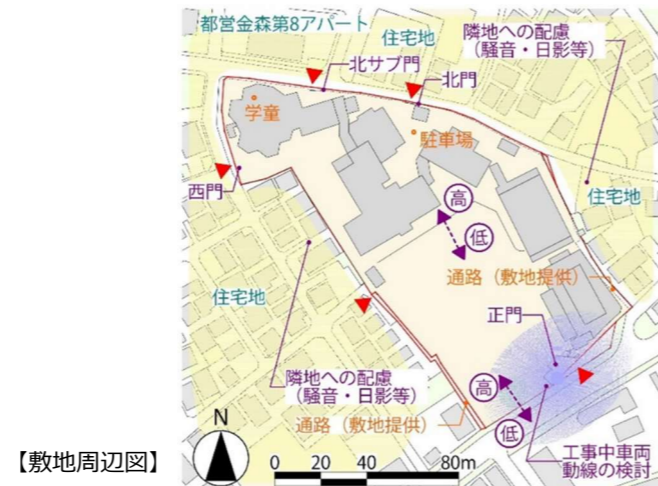 都営金森第8アパート
住宅地
隣地への配慮
（騒音・日影等）
北サブ門
北門
学童
駐車場
西門
住宅地
高
低
通路（敷地提供）
住宅地
正門
隣地への配慮
（騒音・日影等）
高
低
通路（敷地提供）
工事中車両
動線の検討
N
0 20 40 80m
【敷地周辺図】